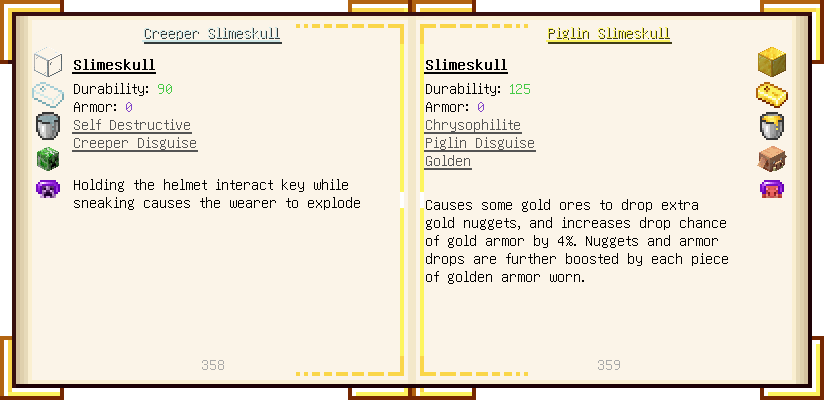 Creeper Slimeskull
Slimeskull
Durability: 90
Armor: 0
Self Destructive
Creeper Disguise
Holding the helmet interact key while
sneaking causes the wearer to explode
358
Piglin Slimeskull
Slimeskull
Durability: 125
Armor: 0
Chrysophilite
Piglin Disguise
Golden
Causes some gold ores to drop extra
gold nuggets, and increases drop chance
of gold armor by 4%. Nuggets and armor
drops are further boosted by each piece
of golden armor worn.
359